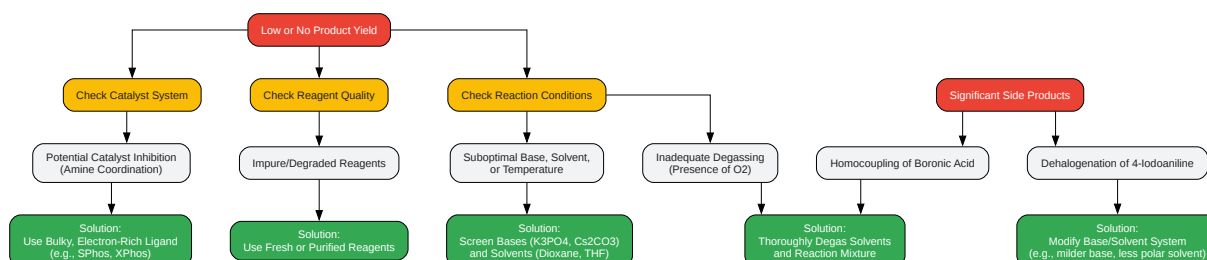 Low or No Product Yield
Check Catalyst System
Check Reagent Quality
Check Reaction Conditions
Significant Side Products
Potential Catalyst Inhibition
(Amine Coordination)
Impure/Degraded Reagents
Suboptimal Base, Solvent,
or Temperature
Inadequate Degassing
(Presence of O2)
Homocoupling of Boronic Acid
Dehalogenation of 4-Iodoaniline
Solution:
Use Bulky, Electron-Rich Ligand
(e.g., SPhos, XPhos)
Solution:
Use Fresh or Purified Reagents
Solution:
Screen Bases (K3PO4, Cs2CO3)
and Solvents (Dioxane, THF)
Solution:
Thoroughly Degas Solvents
and Reaction Mixture
Solution:
Modify Base/Solvent System
(e.g., milder base, less polar solvent)